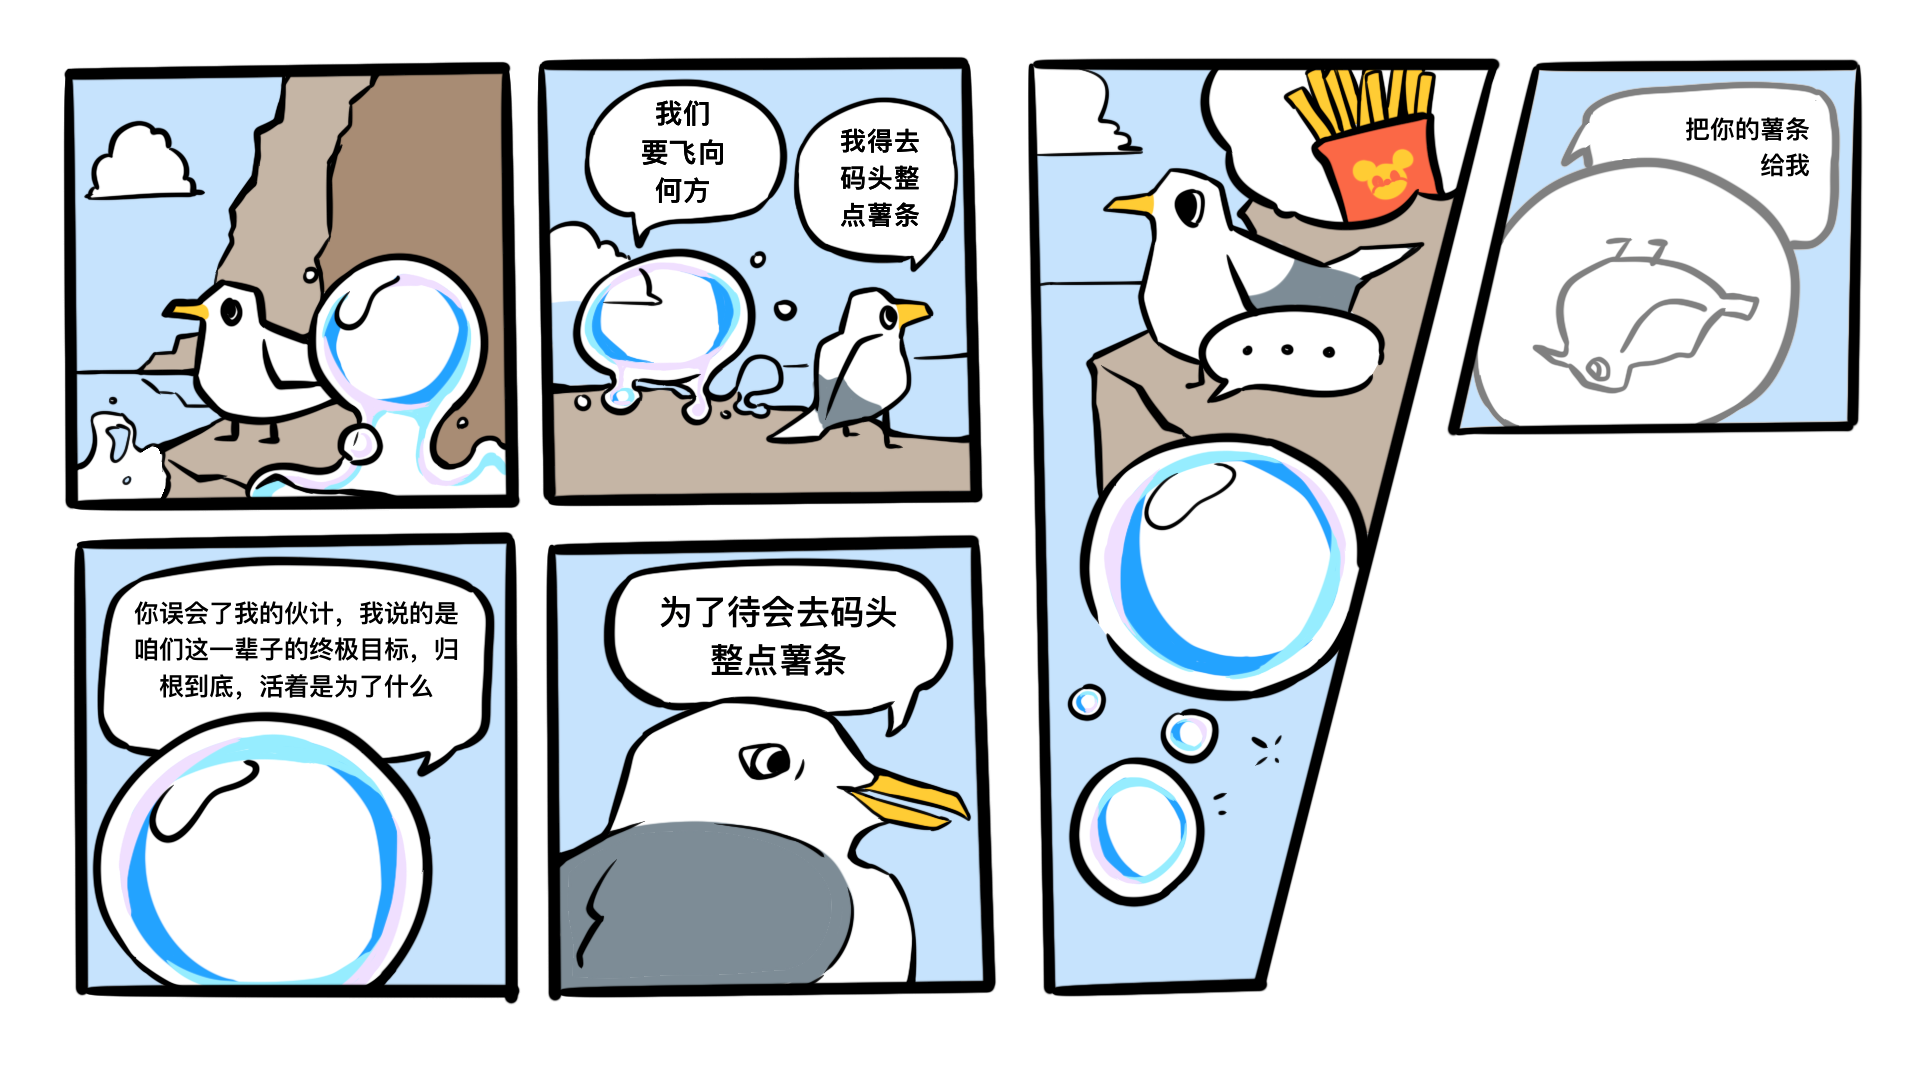 我们
要飞向
何方
我得去
码头整
点薯条
你误会了我的伙计，我说的是
咱们这一辈子的终极目标，归
根到底，活着是为了什么
为了待会去码头
整点薯条
...
把你的薯条
给我